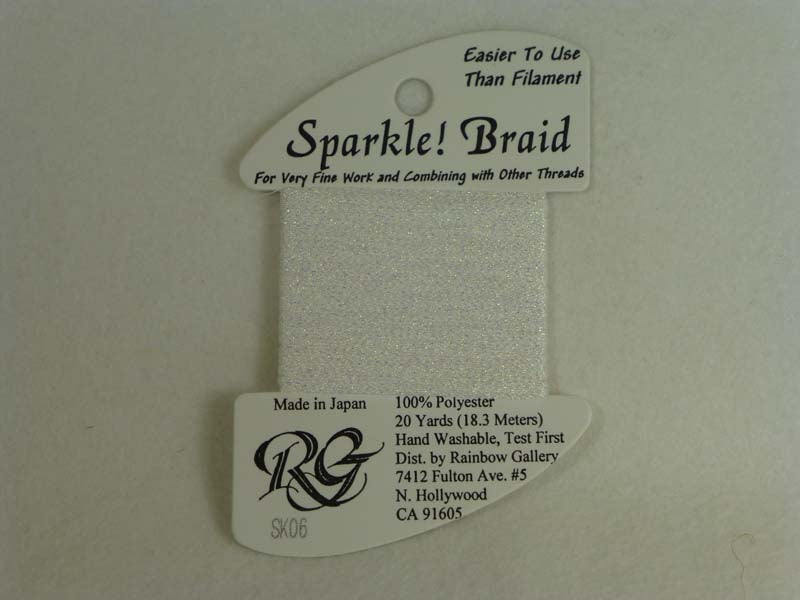 Easier To Use
Than Filament
Sparkle! Braid
For Very Fine Work and Combining with Other Threads
Made in Japan
100% Polyester
20 Yards (18.3 Meters)
Hand Washable, Test First
Dist. by Rainbow Gallery
7412 Fulton Ave. #5
N. Hollywood
CA 91605
RG
SK06